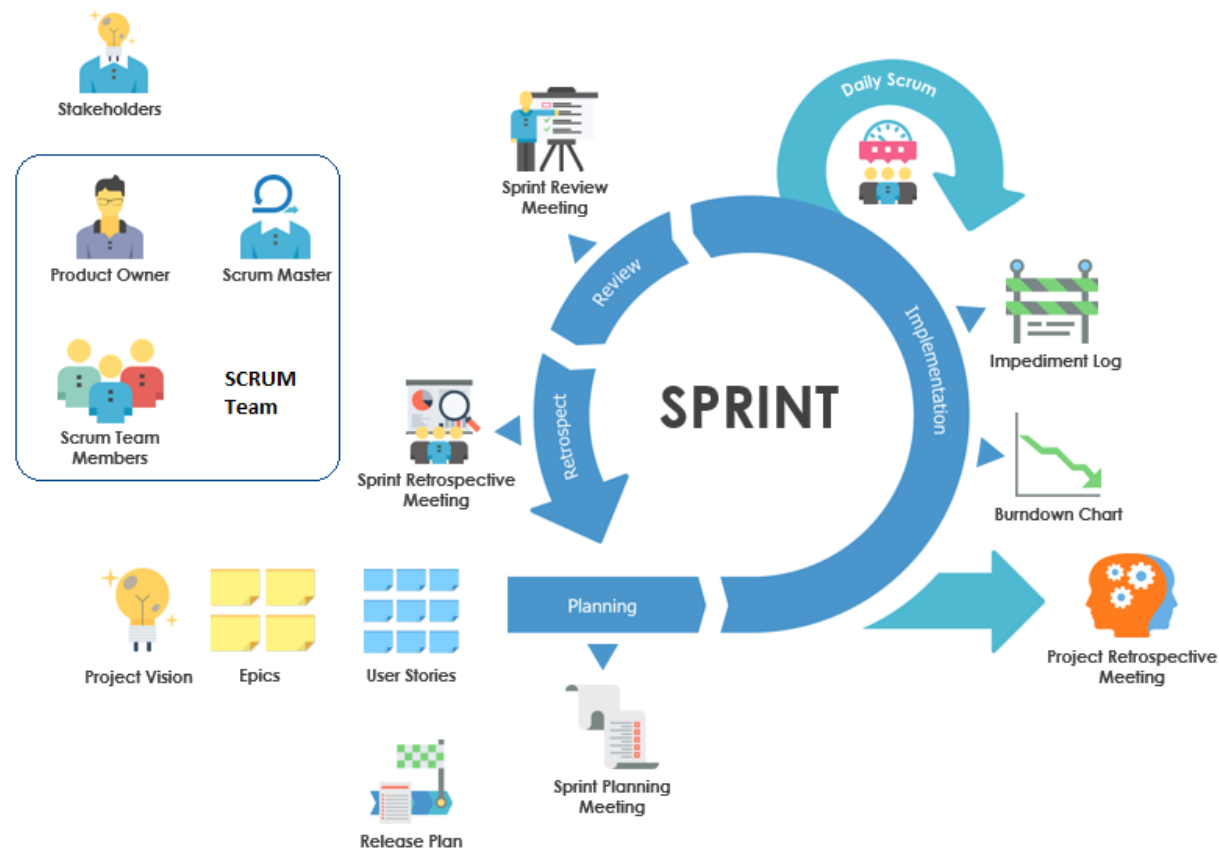 Stakeholders
Product Owner
Scrum Master
Scrum Team
Members
SCRUM
Team
Sprint Review
Meeting
Daily Scrum
Review
Implementation
Impediment Log
SPRINT
Retrospect
Sprint Retrospective
Meeting
Burndown Chart
Planning
Project Vision
Epics
User Stories
Project Retrospective
Meeting
Sprint Planning
Meeting
Release Plan